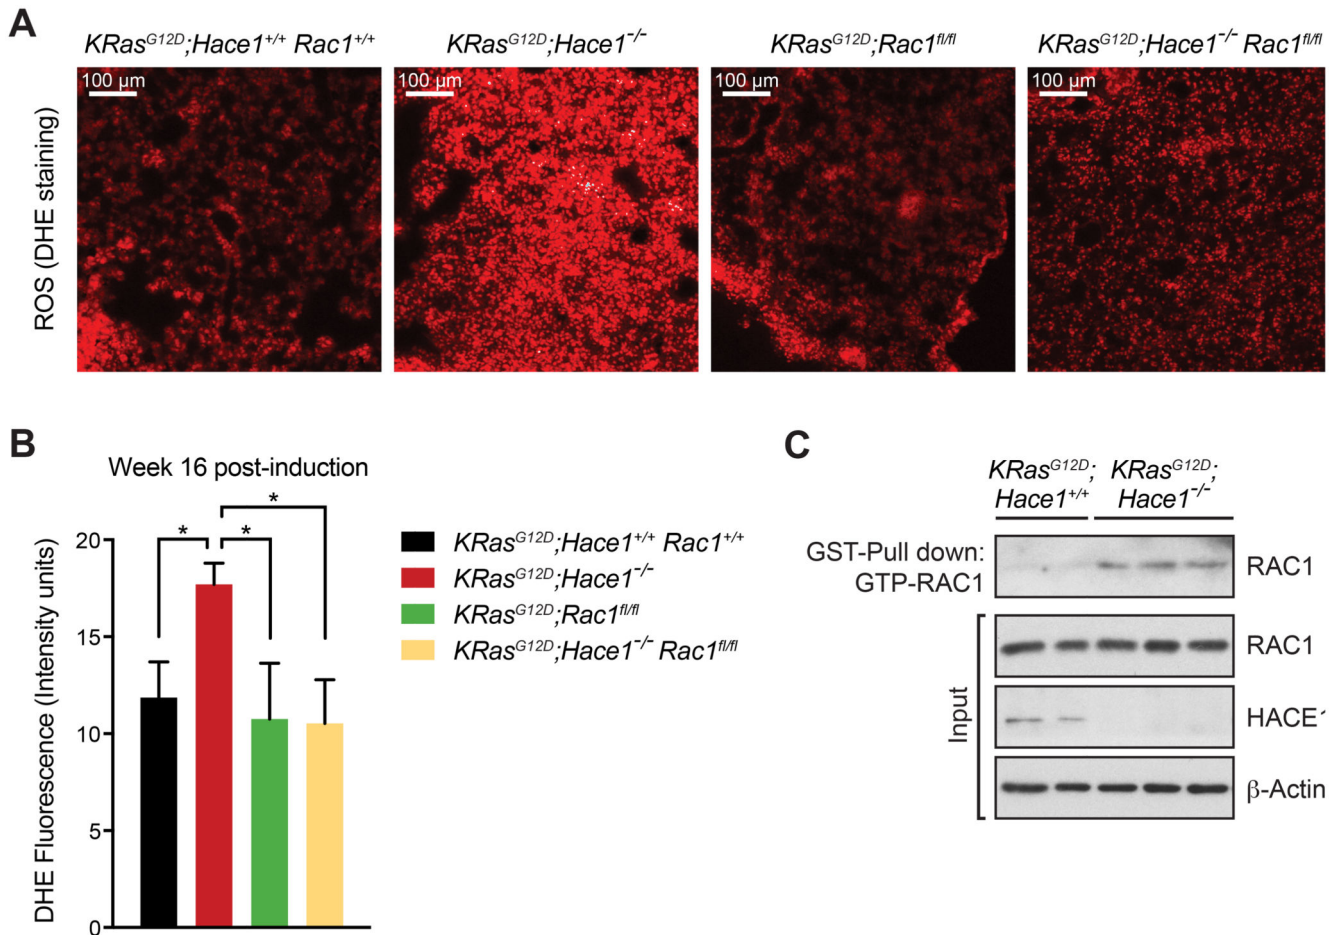 A
KRasG12D;Hace1+/+ Rac1+/+
KRasG12D;Hace1-/-
KRasG12D;Rac1fl/fl
KRasG12D;Hace1-/- Rac1fl/fl
100 µm
100 µm
100 µm
100 µm
ROS (DHE staining)
B
Week 16 post-induction
*
*
*
20
15
10
5
0
DHE Fluorescence (Intensity units)
KRasG12D;Hace1+/+ Rac1+/+
KRasG12D;Hace1-/-
KRasG12D;Rac1fl/fl
KRasG12D;Hace1-/- Rac1fl/fl
C
KRasG12D;
Hace1+/+
KRasG12D;
Hace1-/-
GST-Pull down:
GTP-RAC1
RAC1
Input
RAC1
HACE´
β-Actin